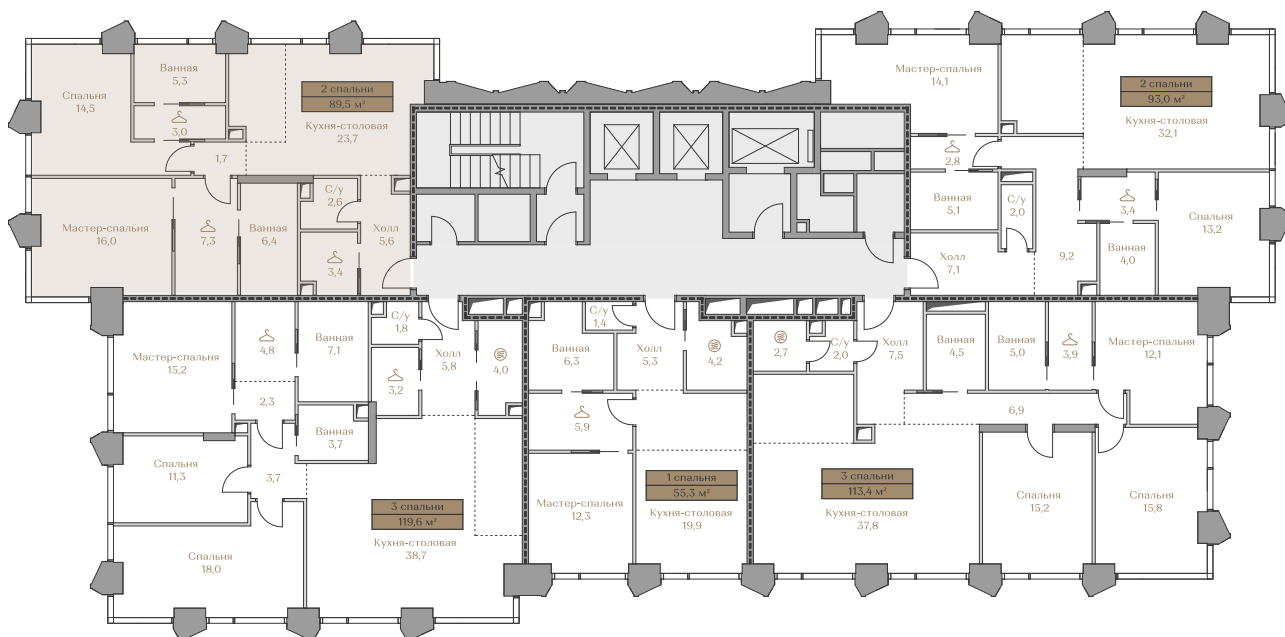 Ванная
5,3
Спальня
14,5
3,0
1,7
2 спальни
89,5 м²
Кухня-столовая
23,7
Мастер-спальня
16,0
7,3
Ванная
6,4
С/у
2,6
3,4
Холл
5,6
Мастер-спальня
14,1
2 спальни
93,0 м²
Кухня-столовая
32,1
2,8
Ванная
5,1
С/у
2,0
Холл
7,1
9,2
3,4
Ванная
4,0
Спальня
13,2
Мастер-спальня
15,2
4,8
Ванная
7,1
С/у
1,8
3,2
Холл
5,8
4,0
2,3
Ванная
3,7
Спальня
11,3
3,7
Спальня
18,0
3 спальни
119,6 м²
Кухня-столовая
38,7
С/у
1,4
Ванная
6,3
Холл
5,3
4,2
5,9
Мастер-спальня
12,3
1 спальня
55,3 м²
Кухня-столовая
19,9
2,7
С/у
2,0
Холл
7,5
Ванная
4,5
Ванная
5,0
3,9
Мастер-спальня
12,1
6,9
3 спальни
113,4 м²
Кухня-столовая
37,8
Спальня
15,2
Спальня
15,8